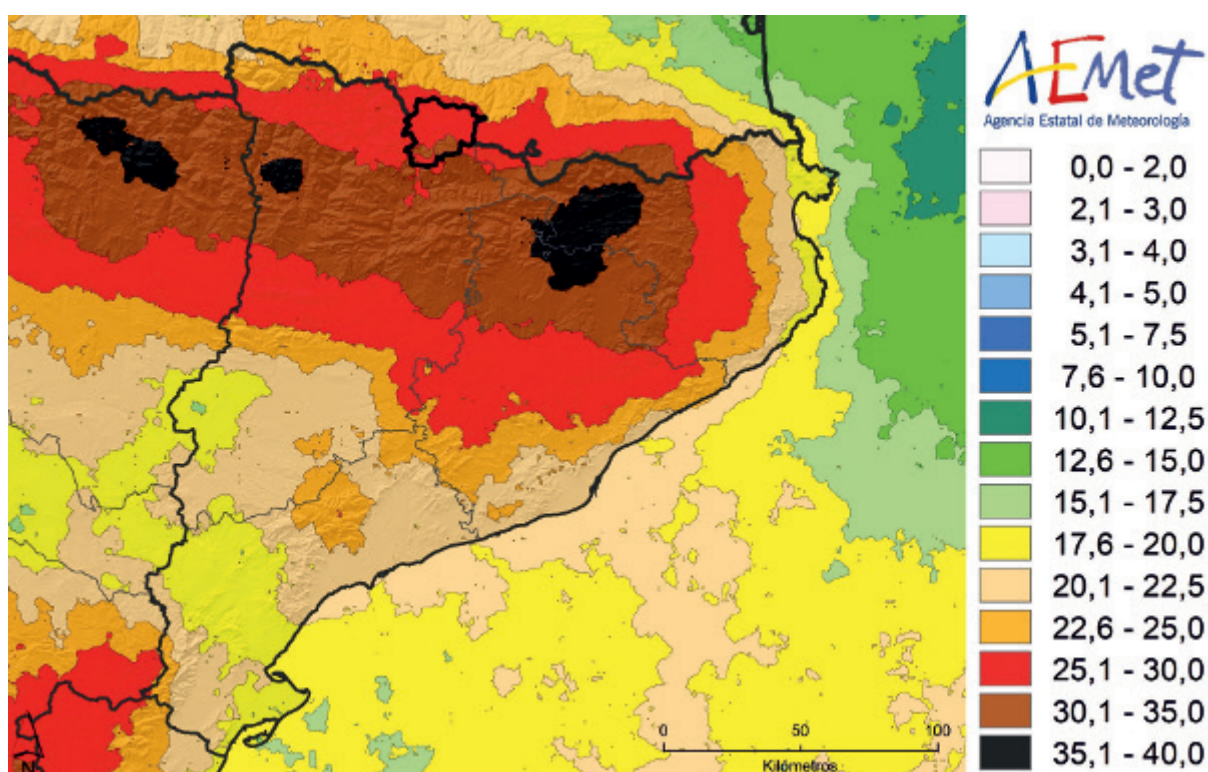 AEMet
Agencia Estatal de Meteorología
0,0 - 2,0
2,1 - 3,0
3,1 - 4,0
4,1 - 5,0
5,1 - 7,5
7,6 - 10,0
10,1 - 12,5
12,6 - 15,0
15,1 - 17,5
17,6 - 20,0
20,1 - 22,5
22,6 - 25,0
25,1 - 30,0
30,1 - 35,0
35,1 - 40,0
0 50 100
Kilómetros
N